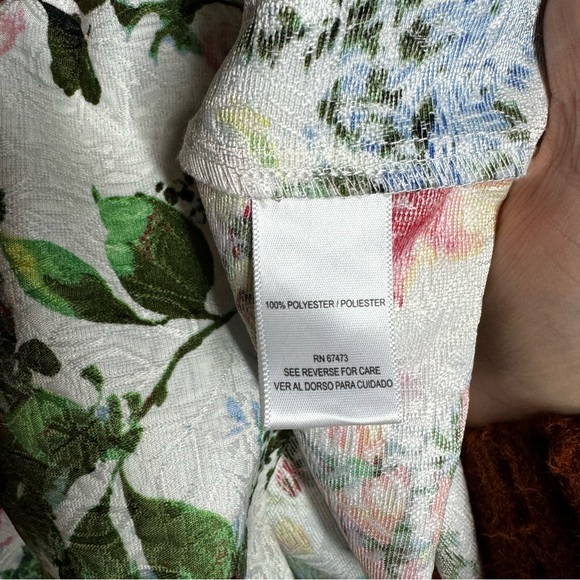 100% POLYESTER / POLIESTER
RN 67473
SEE REVERSE FOR CARE
VER AL DORSO PARA CUIDADO